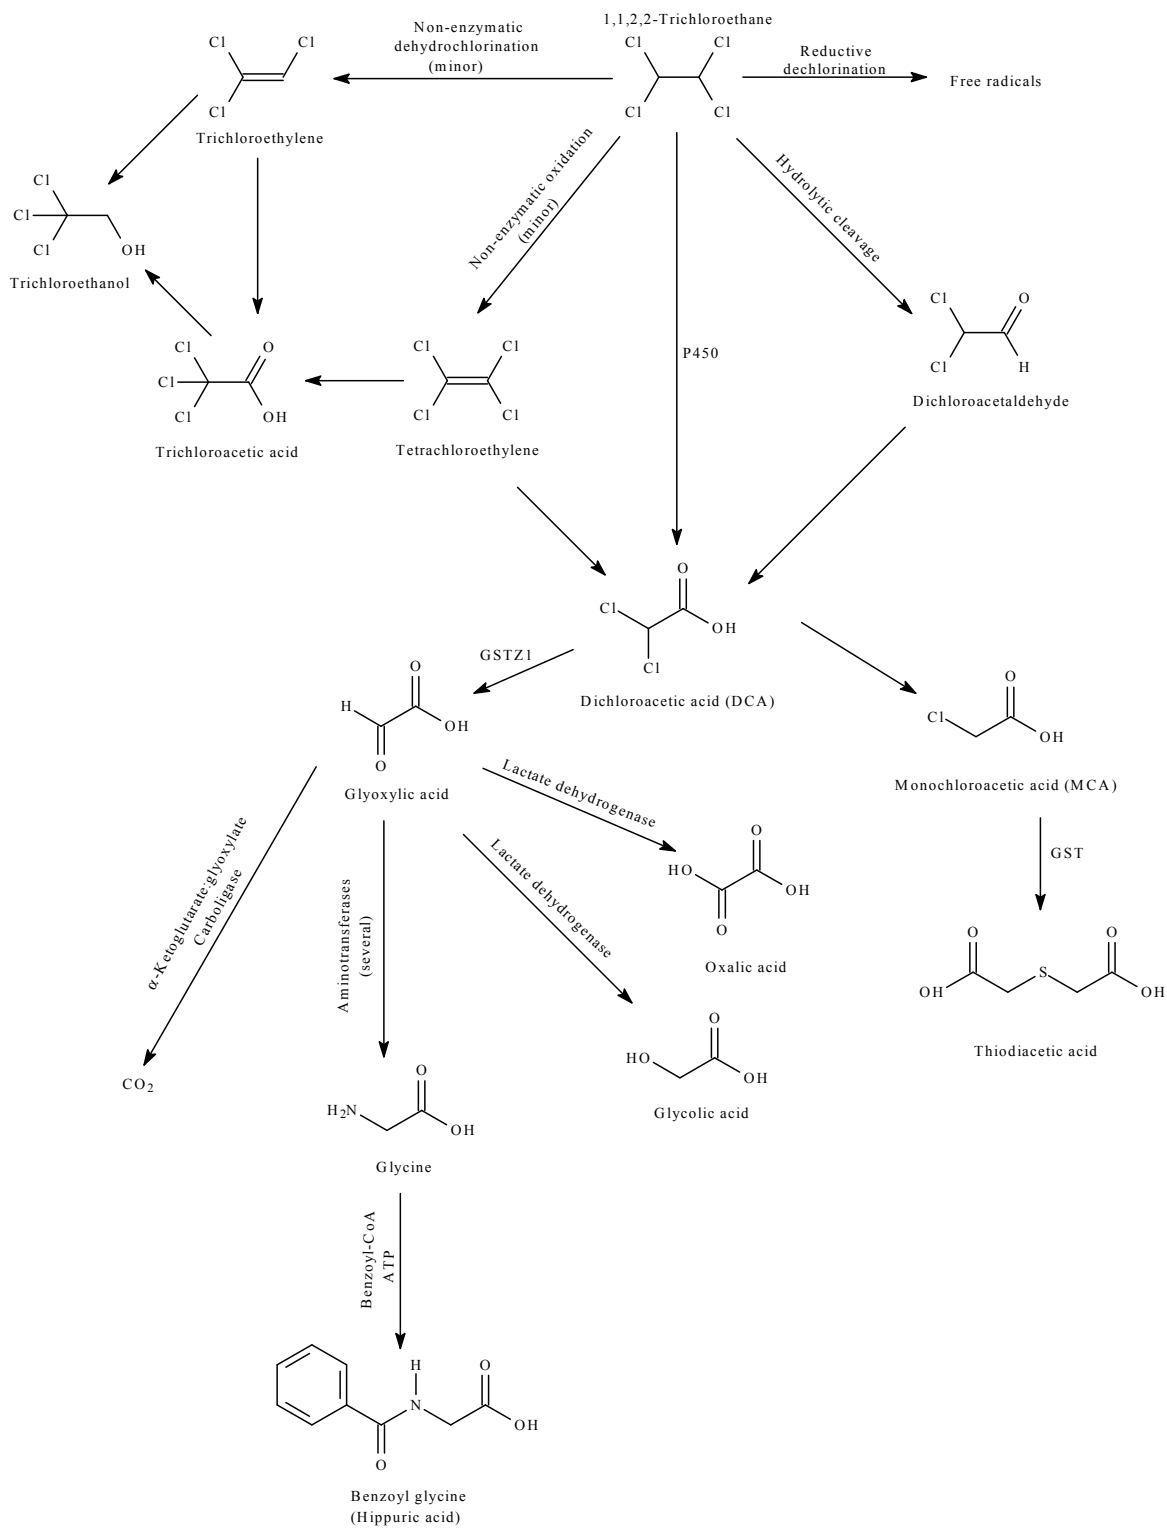 1,1,2,2-Trichloroethane
Non-enzymatic
dehydrochlorination
(minor)
Reductive
dechlorination
Free radicals
Cl
Cl
Cl
Trichloroethylene
Cl
Cl
Cl
Cl
Non-enzymatic oxidation
(minor)
Hydrolytic cleavage
P450
Cl
Cl
Cl
OH
Trichloroethanol
Cl
Cl
Cl
O
OH
Trichloroacetic acid
Cl
Cl
Cl
Cl
Tetrachloroethylene
Cl
O
Cl
H
Dichloroacetaldehyde
O
Cl
OH
Cl
Dichloroacetic acid (DCA)
GSTZ1
O
H
OH
O
Glyoxylic acid
O
Cl
OH
Monochloroacetic acid (MCA)
GST
Lactate dehydrogenase
Lactate dehydrogenase
Aminotransferases
(several)
α-Ketoglutarate:glyoxylate
Carboligase
O
HO
OH
O
Oxalic acid
O
O
S
OH
OH
Thiodiacetic acid
O
HO
OH
Glycolic acid
CO2
O
H2N
OH
Glycine
Benzoyl-CoA
ATP
H
O
N
OH
O
Benzoyl glycine
(Hippuric acid)